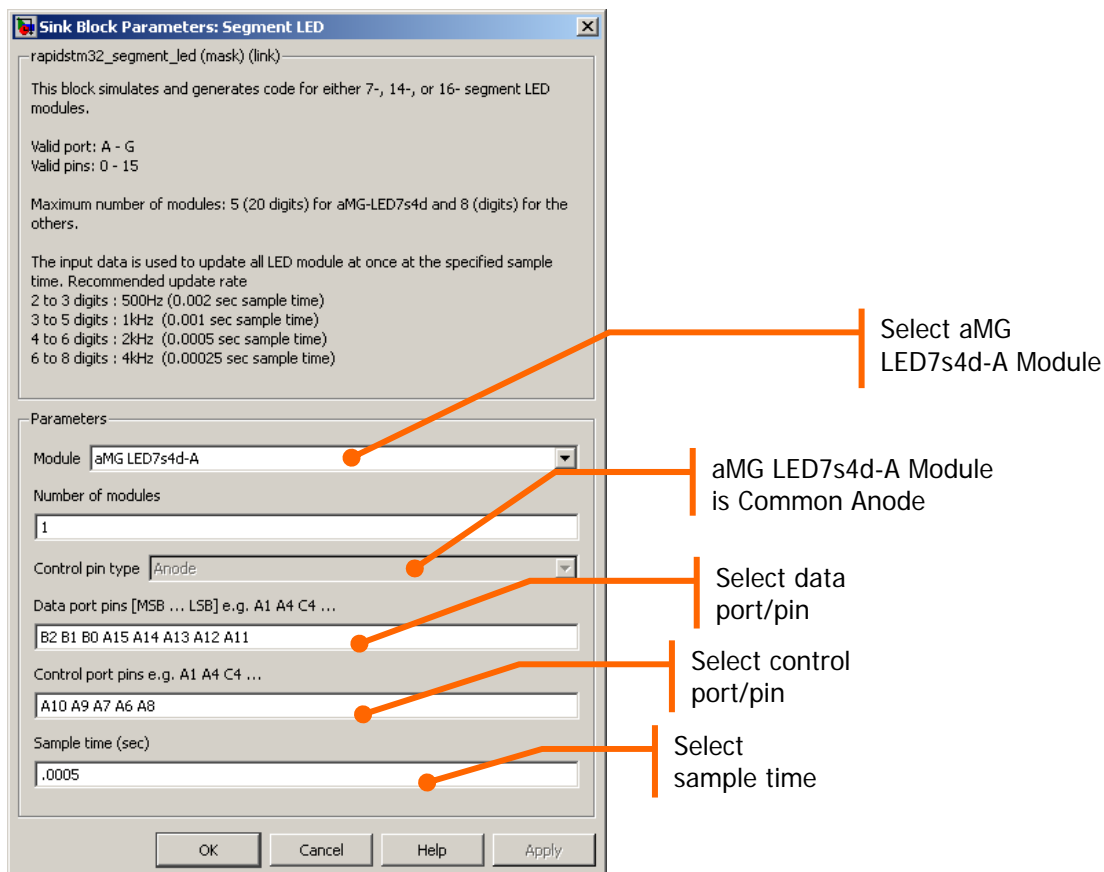 Sink Block Parameters: Segment LED
rapidstm32_segment_led (mask) (link)
This block simulates and generates code for either 7-, 14-, or 16- segment LED
modules.
Valid port: A - G
Valid pins: 0 - 15
Maximum number of modules: 5 (20 digits) for aMG-LED7s4d and 8 (digits) for the
others.
The input data is used to update all LED module at once at the specified sample
time. Recommended update rate
2 to 3 digits : 500Hz (0.002 sec sample time)
3 to 5 digits : 1kHz (0.001 sec sample time)
4 to 6 digits : 2kHz (0.0005 sec sample time)
6 to 8 digits : 4kHz (0.00025 sec sample time)
Select aMG
LED7s4d-A Module
Parameters
Module aMG LED7s4d-A
Number of modules
1
aMG LED7s4d-A Module
is Common Anode
Control pin type Anode
Data port pins [MSB ... LSB] e.g. A1 A4 C4 ...
B2 B1 B0 A15 A14 A13 A12 A11
Select data
port/pin
Control port pins e.g. A1 A4 C4 ...
A10 A9 A7 A6 A8
Select control
port/pin
Sample time (sec)
.0005
Select
sample time
OK Cancel Help Apply